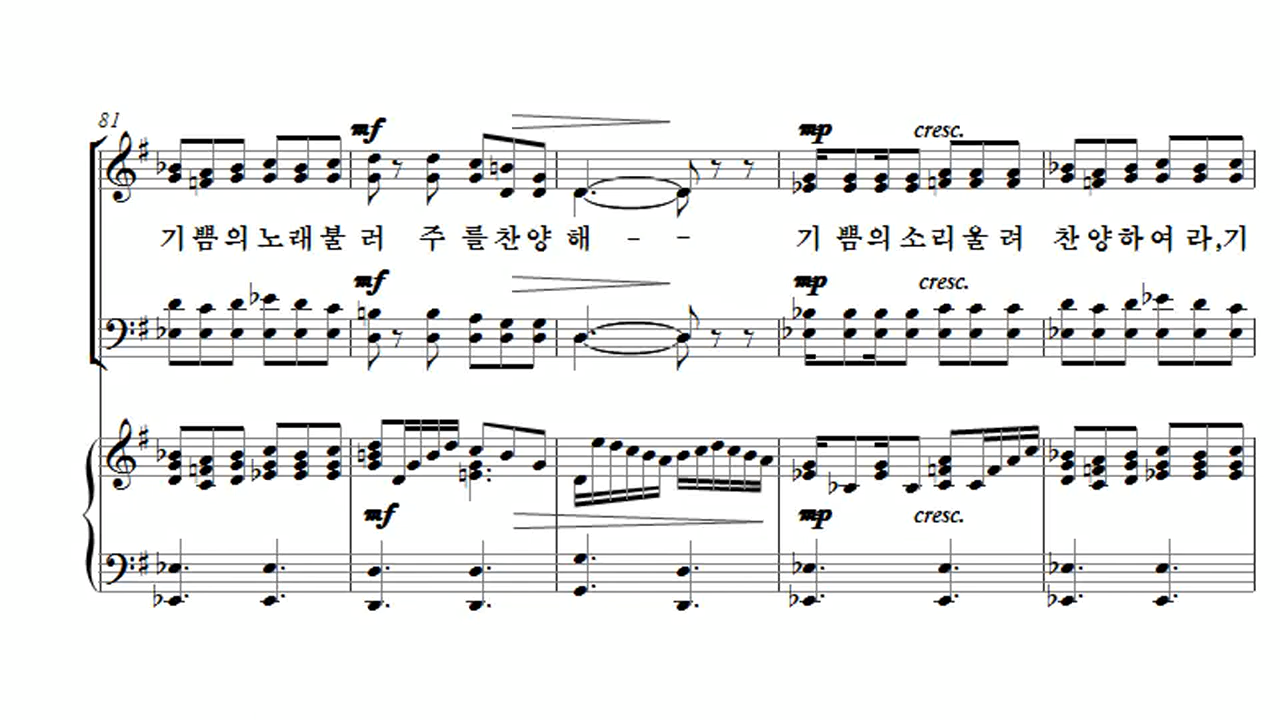 81
mf
mp cresc.
기 쁨 의 노 래 불 러 주 를 찬 양 해 - - 기 쁨 의 소 리 울 려 찬 양 하 여 라 , 기
mf
mp cresc.
mf
mp cresc.